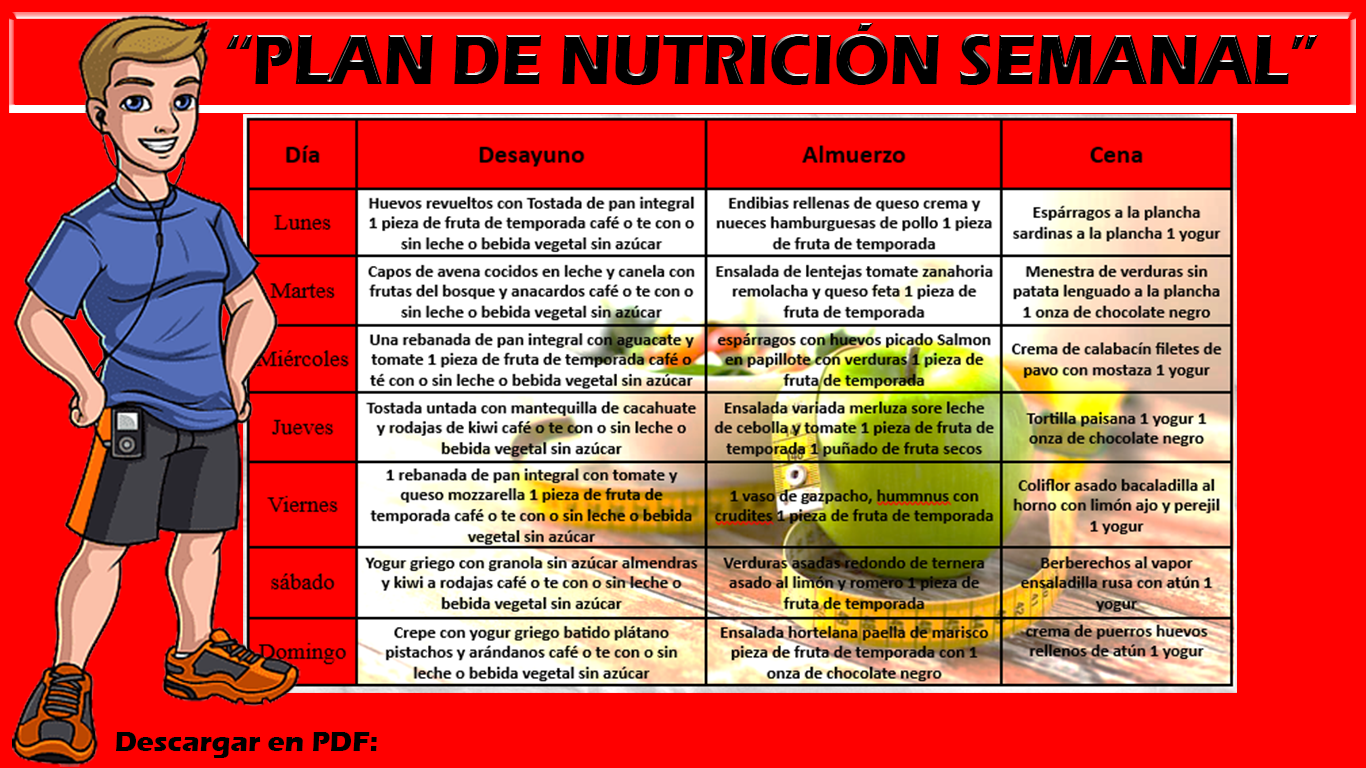 “PLAN DE NUTRICIÓN SEMANAL”
Día
Desayuno
Almuerzo
Cena
Lunes
Huevos revueltos con Tostada de pan integral
1 pieza de fruta de temporada café o te con o
sin leche o bebida vegetal sin azúcar
Endibias rellenas de queso crema y
nueces hamburguesas de pollo 1 pieza
de fruta de temporada
Espárragos a la plancha
sardinas a la plancha 1 yogur
Martes
Capos de avena cocidos en leche y canela con
frutas del bosque y anacardos café o te con o
sin leche o bebida vegetal sin azúcar
Ensalada de lentejas tomate zanahoria
remolacha y queso feta 1 pieza de
fruta de temporada
Menestra de verduras sin
patata lenguado a la plancha
1 onza de chocolate negro
Miércoles
Una rebanada de pan integral con aguacate y
tomate 1 pieza de fruta de temporada café o
té con o sin leche o bebida vegetal sin azúcar
espárragos con huevos picado Salmon
en papillote con verduras 1 pieza de
fruta de temporada
Crema de calabacín filetes de
pavo con mostaza 1 yogur
Jueves
Tostada untada con mantequilla de cacahuate
y rodajas de kiwi café o te con o sin leche o
bebida vegetal sin azúcar
Ensalada variada merluza sore leche
de cebolla y tomate 1 pieza de fruta de
temporada 1 puñado de fruta secos
Tortilla paisana 1 yogur 1
onza de chocolate negro
Viernes
1 rebanada de pan integral con tomate y
queso mozzarella 1 pieza de fruta de
temporada café o te con o sin leche o bebida
vegetal sin azúcar
1 vaso de gazpacho, hummnus con
crudites 1 pieza de fruta de temporada
Coliflor asado bacaladilla al
horno con limón ajo y perejil
1 yogur
sábado
Yogur griego con granola sin azúcar almendras
y kiwi a rodajas café o te con o sin leche o
bebida vegetal sin azúcar
Verduras asadas redondo de ternera
asado al limón y romero 1 pieza de
fruta de temporada
Berberechos al vapor
ensaladilla rusa con atún 1
yogur
Domingo
Crepe con yogur griego batido plátano
pistachos y arándanos café o te con o sin
leche o bebida vegetal sin azúcar
Ensalada hortelana paella de marisco
pieza de fruta de temporada con 1
onza de chocolate negro
crema de puerros huevos
rellenos de atún 1 yogur
Descargar en PDF: